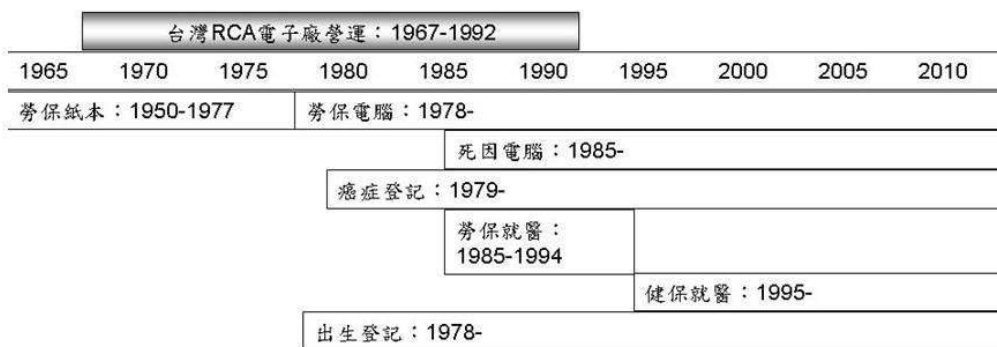 台灣RCA電子廠營運：1967-1992
1965 1970 1975 1980 1985 1990 1995 2000 2005 2010
勞保紙本：1950-1977 勞保電腦：1978-
死因電腦：1985-
癌症登記：1979-
勞保就醫：
1985-1994
健保就醫：1995-
出生登記：1978-